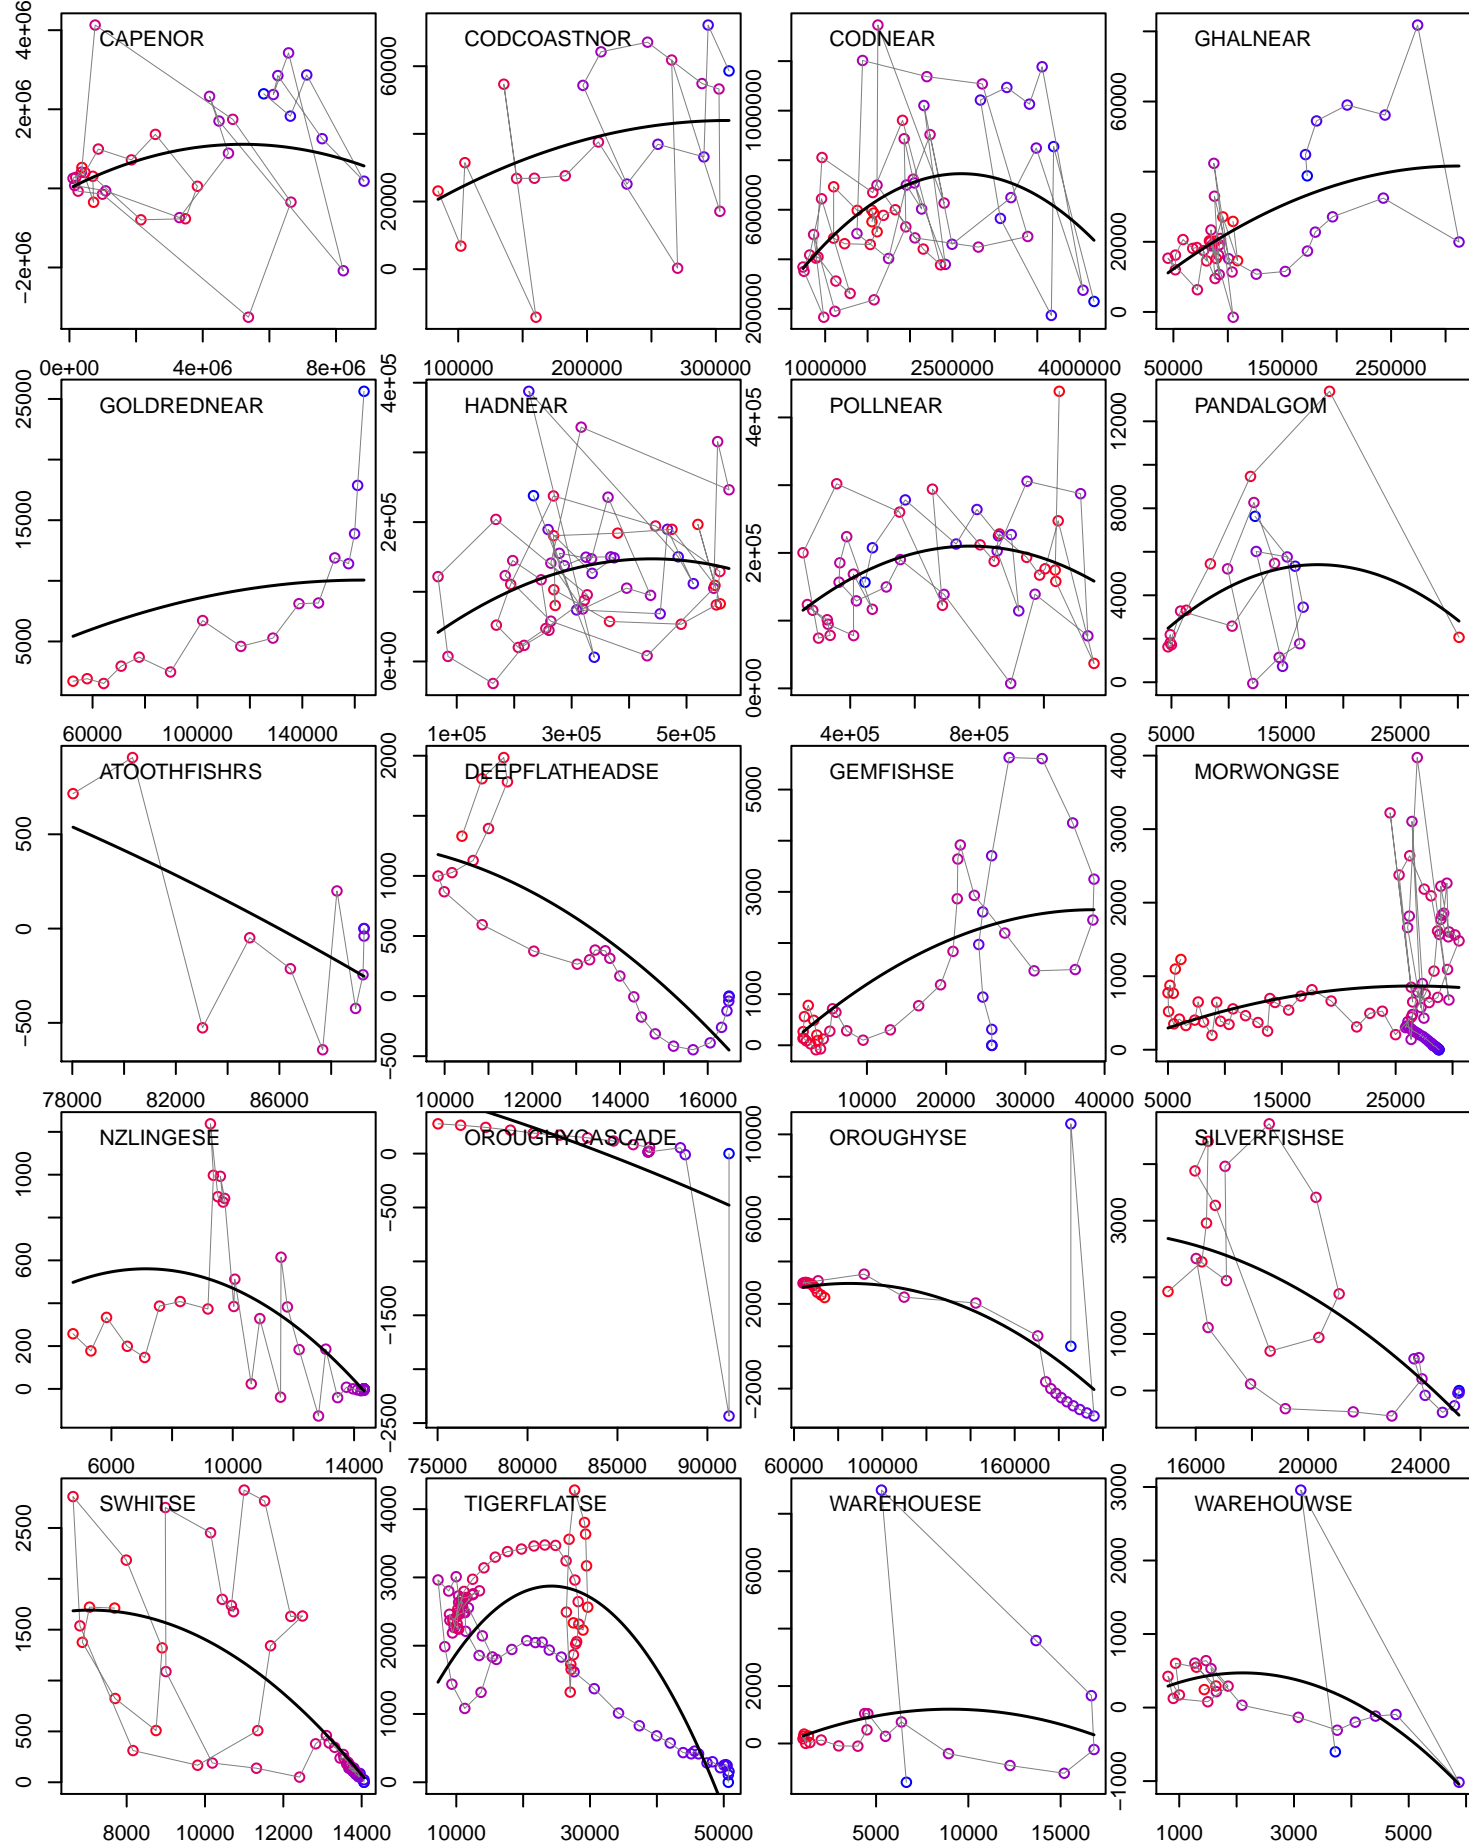 CAPENOR CODCOASTNOR CODNEAR GHALNEAR
−2e+06 2e+06 4e+06
0 20000 60000
200000 600000 1000000
0 20000 60000
0e+00 4e+06 8e+06 100000 200000 300000 1000000 2500000 4000000 50000 150000 250000
GOLDREDNEAR HADNEAR POLLNEAR PANDALGOM
5000 15000 25000
0e+00 2e+05 4e+05
0e+00 2e+05 4e+05
0 4000 8000 12000
60000 100000 140000 1e+05 3e+05 5e+05 4e+05 8e+05 5000 15000 25000
ATOOTHFISHRS DEEPFLATHEADSE GEMFISHSE MORWONGSE
−500 0 500
−500 0 500 1000 2000
0 1000 3000 5000
0 1000 2000 3000 4000
78000 82000 86000 10000 12000 14000 16000 10000 20000 30000 40000 5000 15000 25000
NZLINGESE OROUGHYCASCADE OROUGHYSE SILVERFISHSE
0 200 600 1000
−2500 −1500 −500 0
−2000 2000 6000 10000
0 1000 3000
6000 10000 14000 75000 80000 85000 90000 60000 100000 160000 16000 20000 24000
SWHITSE TIGERFLATSE WAREHOUESE WAREHOUWSE
0 500 1500 2500
0 1000 2000 3000 4000
0 2000 6000
−1000 0 1000 2000 3000
8000 10000 12000 14000 10000 30000 50000 5000 10000 15000 1000 3000 5000